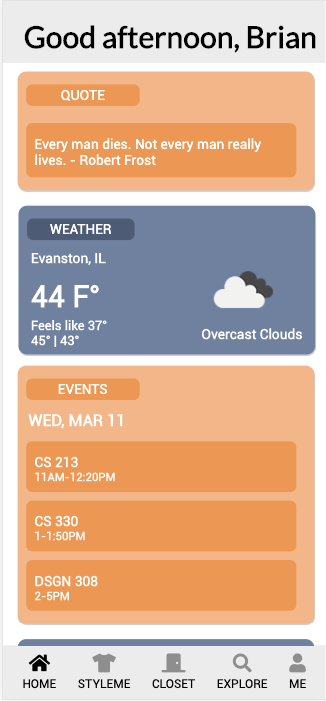 Good afternoon, Brian
QUOTE
Every man dies. Not every man really
lives. - Robert Frost
WEATHER
Evanston, IL
44 F°
Feels like 37°
45° | 43°
Overcast Clouds
EVENTS
WED, MAR 11
CS 213
11AM-12:20PM
CS 330
1-1:50PM
DSGN 308
2-5PM
HOME STYLEME CLOSET EXPLORE ME